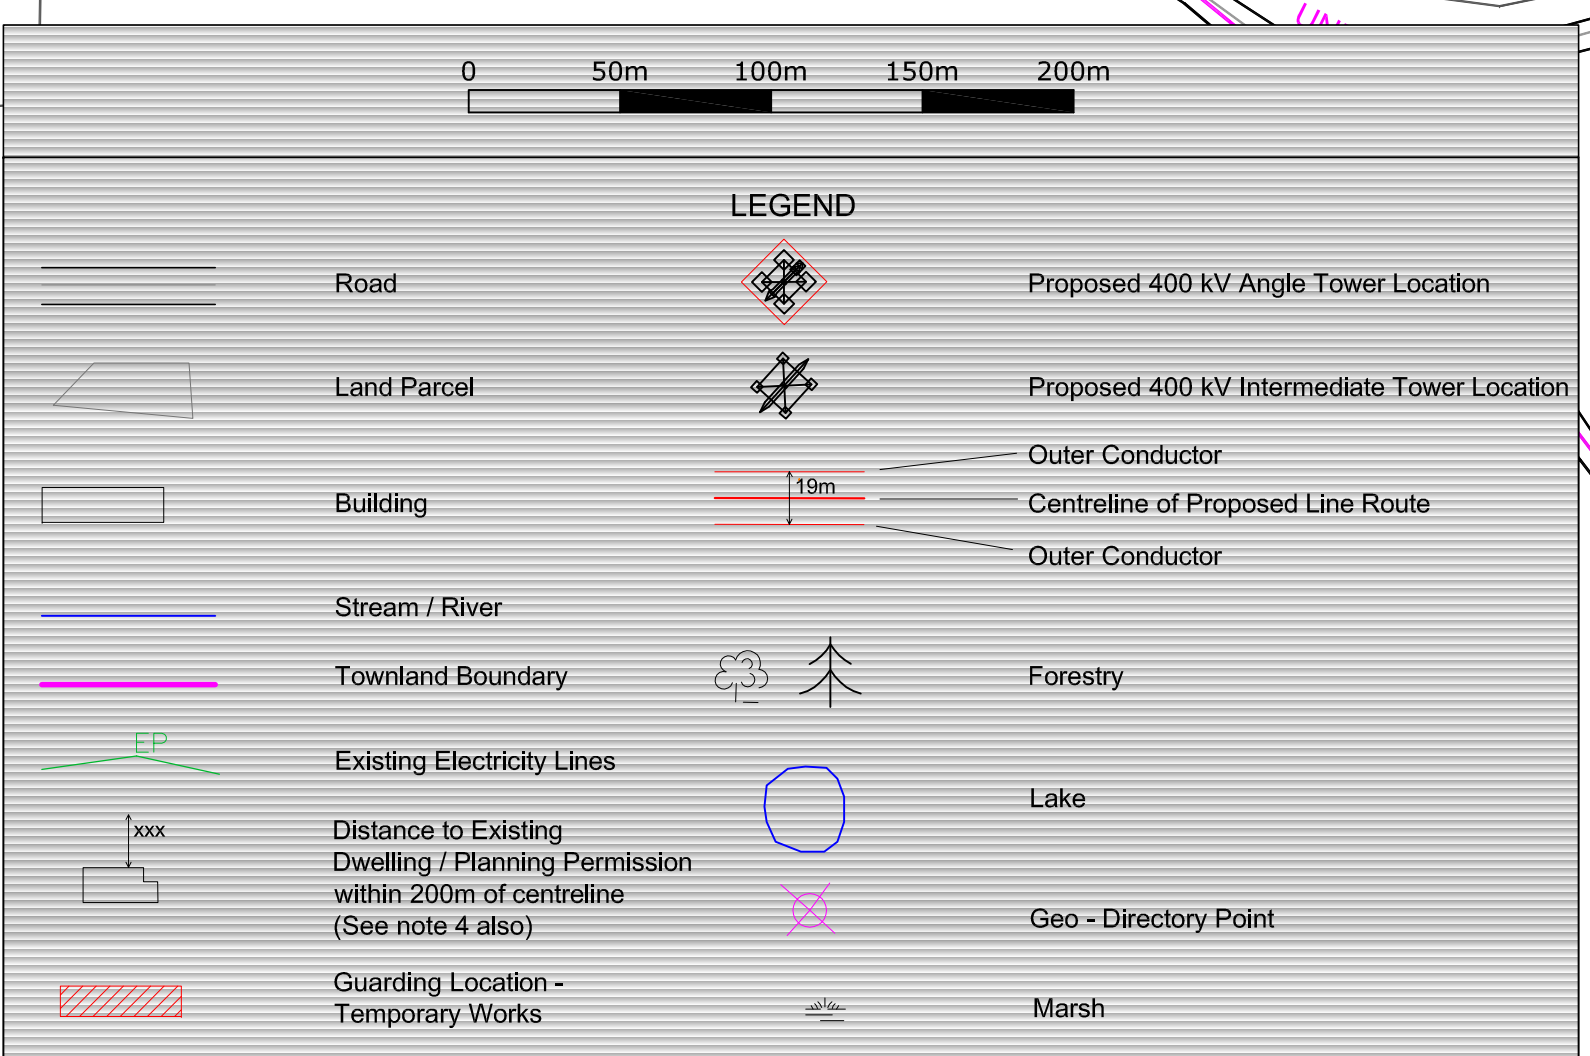 0 50m 100m 150m 200m
LEGEND
Road
Proposed 400 kV Angle Tower Location
Land Parcel
Proposed 400 kV Intermediate Tower Location
Outer Conductor
19m
Building
Centreline of Proposed Line Route
Outer Conductor
Stream / River
Townland Boundary
Forestry
EP
Existing Electricity Lines
Lake
xxx
Distance to Existing
Dwelling / Planning Permission
within 200m of centreline
(See note 4 also)
Geo - Directory Point
Guarding Location -
Temporary Works
Marsh